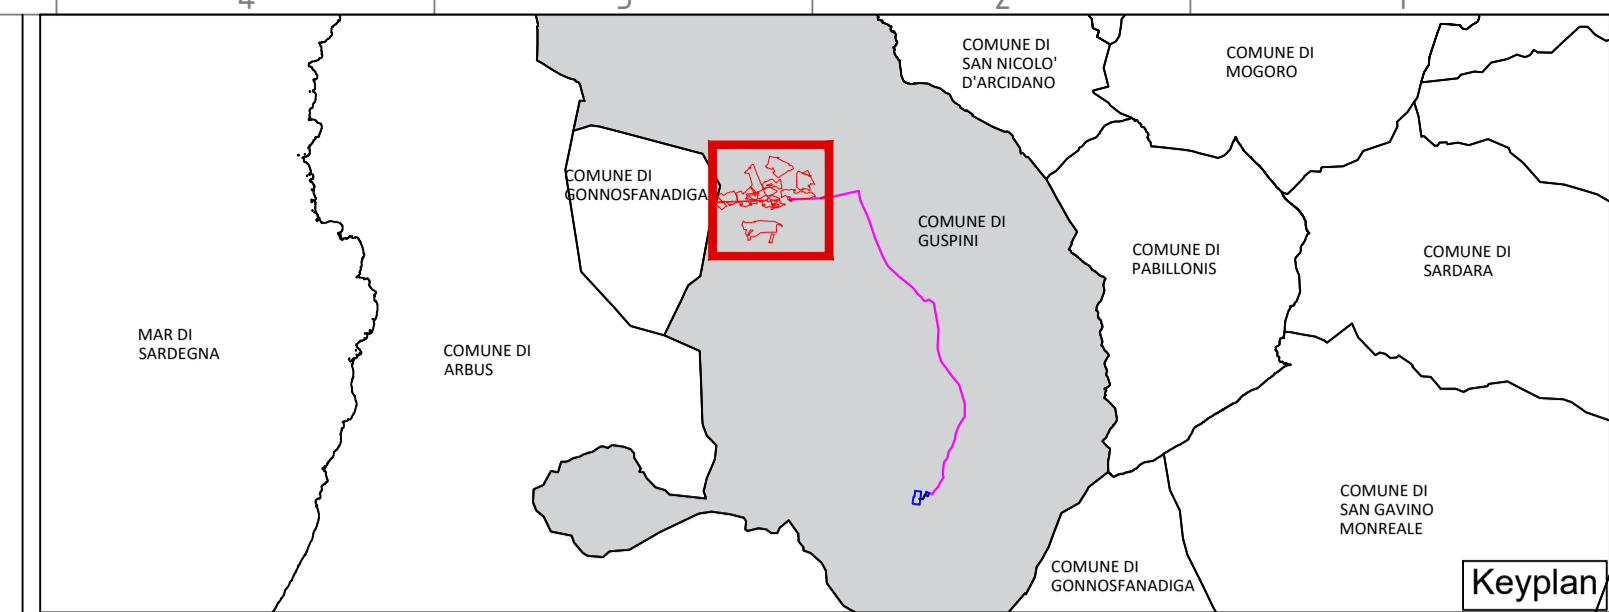 COMUNE DI
SAN NICOLO'
D'ARCIDANO
COMUNE DI
MOGORO
COMUNE DI
GONNOSFANADIGA
COMUNE DI
GUSPINI
COMUNE DI
PABILLONIS
COMUNE DI
SARDARA
MAR DI
SARDEGNA
COMUNE DI
ARBUS
COMUNE DI
SAN GAVINO
MONREALE
COMUNE DI
GONNOSFANADIGA
Keyplan